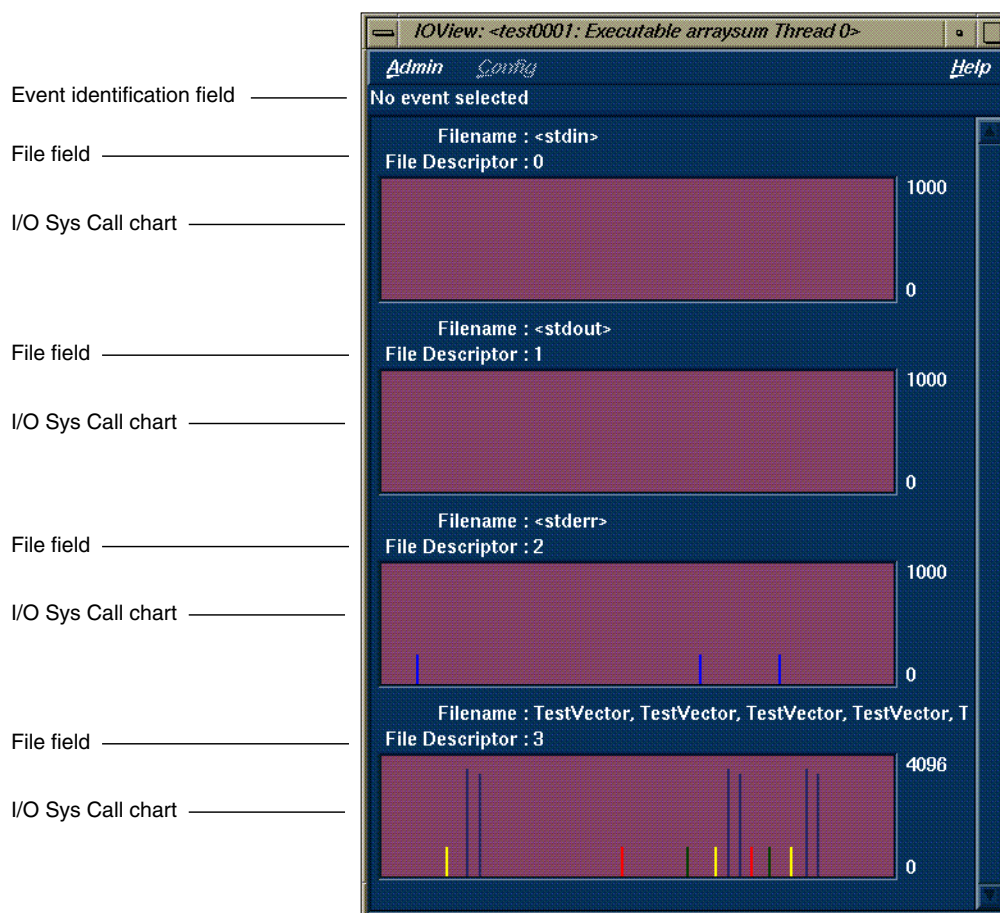 IOView: <test0001: Executable arraysum Thread 0>
Admin Config Help
Event identification field
No event selected
Filename : <stdin>
File field
File Descriptor : 0
1000
I/O Sys Call chart
0
Filename : <stdout>
File field
File Descriptor : 1
1000
I/O Sys Call chart
0
Filename : <stderr>
File field
File Descriptor : 2
1000
I/O Sys Call chart
0
Filename : TestVector, TestVector, TestVector, TestVector, T
File field
File Descriptor : 3
4096
I/O Sys Call chart
0